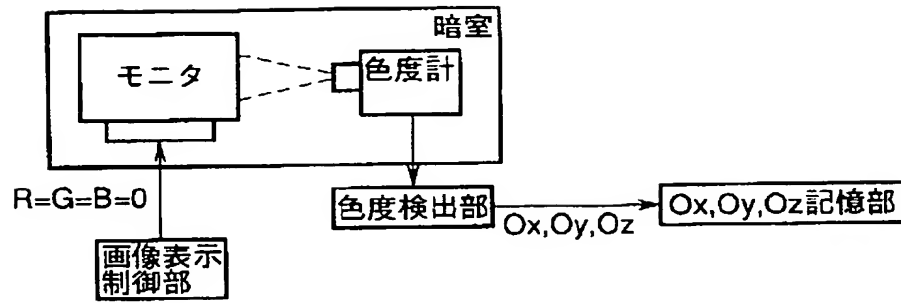 暗室
モニタ
色度計
R=G=B=0
色度検出部
Ox,Oy,Oz
Ox,Oy,Oz記憶部
画像表示
制御部